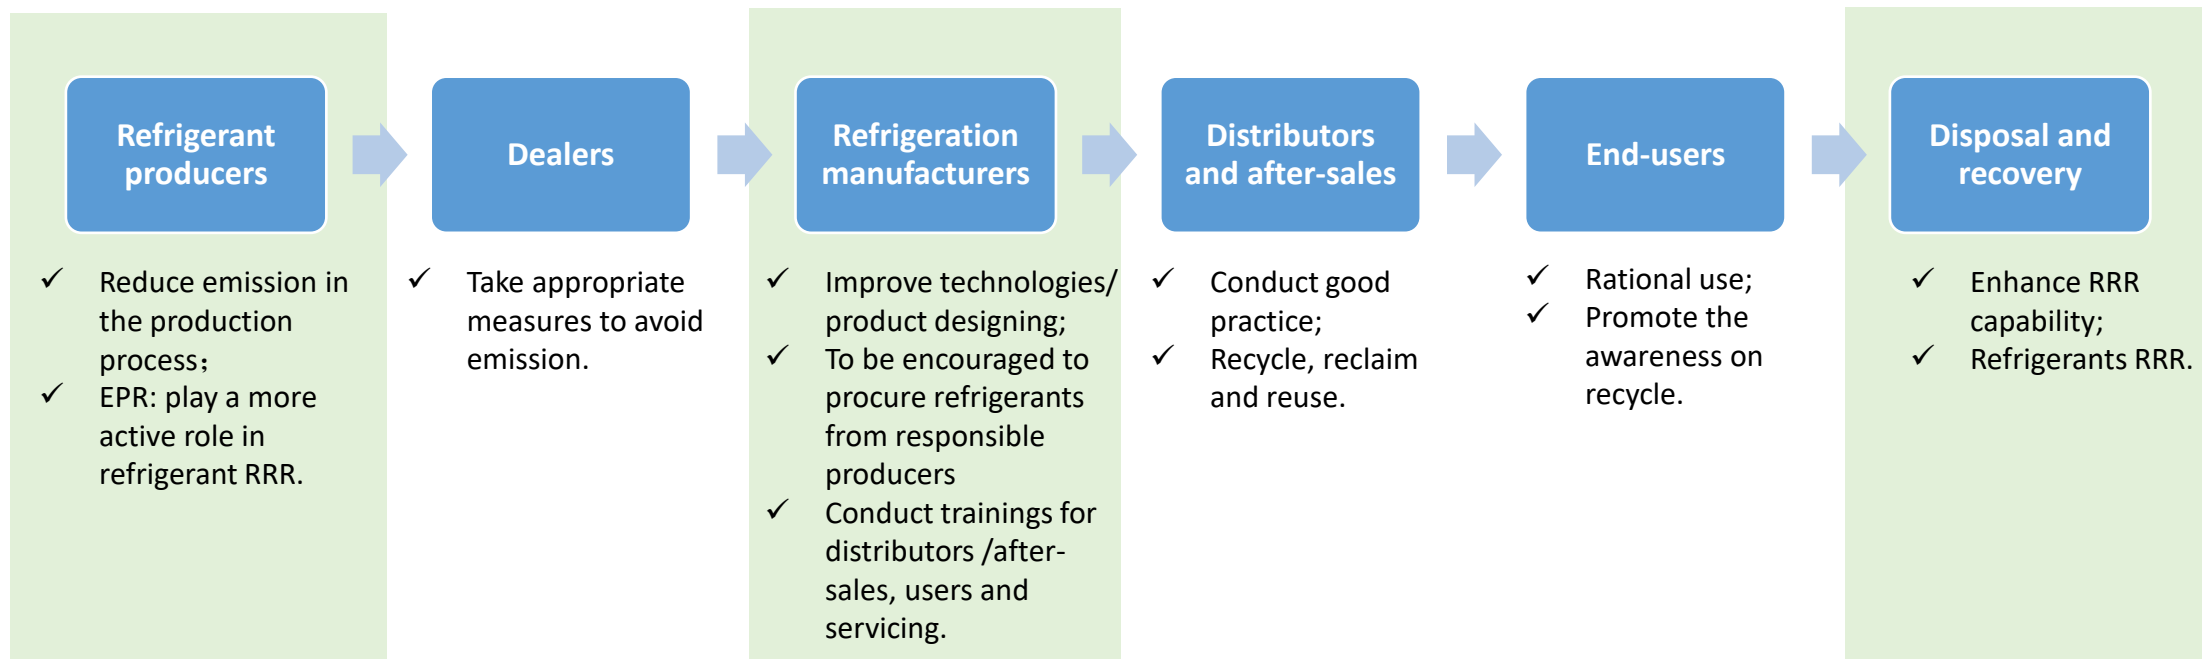 Refrigerant
producers
Dealers
Refrigeration
manufacturers
Distributors
and after-sales
End-users
Disposal and
recovery
✓ Reduce emission in
the production
process；
✓ EPR: play a more
active role in
refrigerant RRR.
✓ Take appropriate
measures to avoid
emission.
✓ Improve technologies/
product designing;
✓ To be encouraged to
procure refrigerants
from responsible
producers
✓ Conduct trainings for
distributors /after-
sales, users and
servicing.
✓ Conduct good
practice;
✓ Recycle, reclaim
and reuse.
✓ Rational use;
✓ Promote the
awareness on
recycle.
✓ Enhance RRR
capability;
✓ Refrigerants RRR.